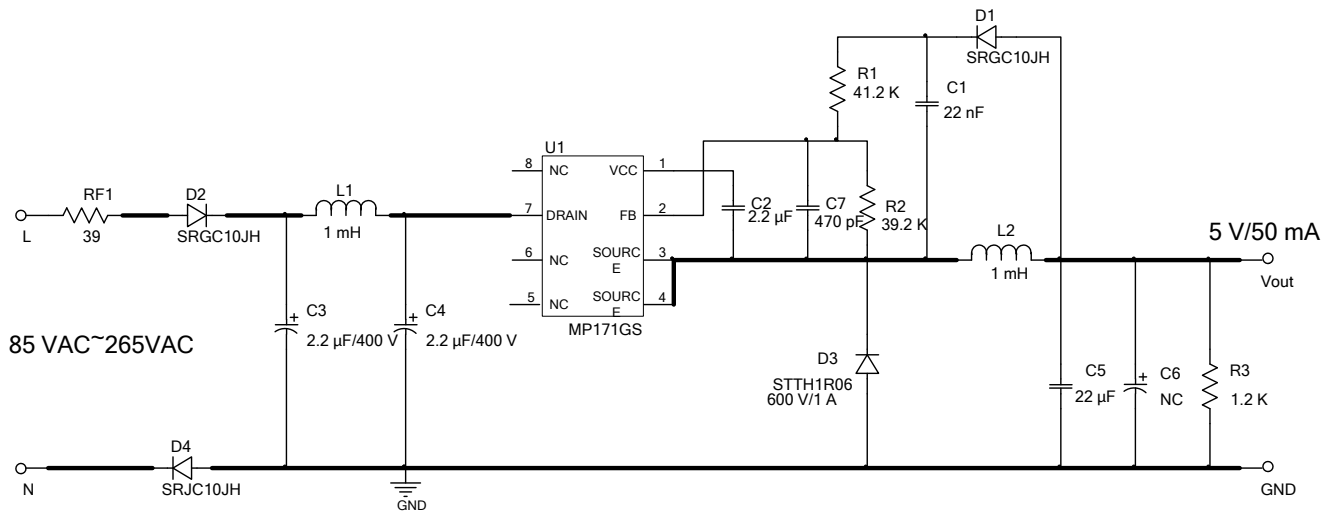 D1
SRGC10JH
R1
41.2 K
C1
22 nF
U1
8 NC VCC 1
7 DRAIN FB 2
6 NC SOURC
E 3
5 NC SOURC
E 4
MP171GS
C2
2.2 µF
C7
470 pF
R2
39.2 K
RF1
39
L
D2
SRGC10JH
L1
1 mH
L2
1 mH
5 V/50 mA
Vout
C3
2.2 µF/400 V
C4
2.2 µF/400 V
85 VAC~265VAC
D3
STTH1R06
600 V/1 A
C5
22 µF
C6
NC
R3
1.2 K
D4
SRJC10JH
N
GND
GND